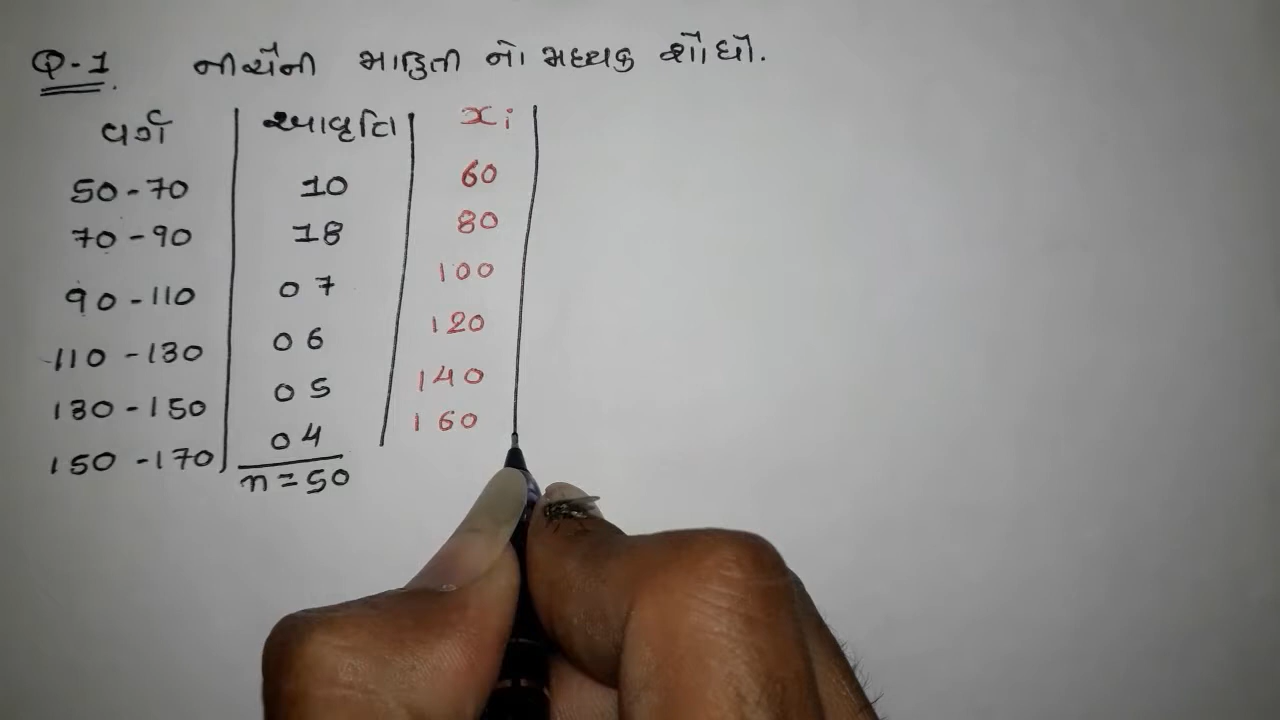 Q-1. નીચેની માહિતી નો મધ્યક શોધો.
વર્ગ આવૃતિ xi
50-70 10 60
70-90 18 80
90-110 07 100
110-130 06 120
130-150 05 140
150-170 04 160
n=50